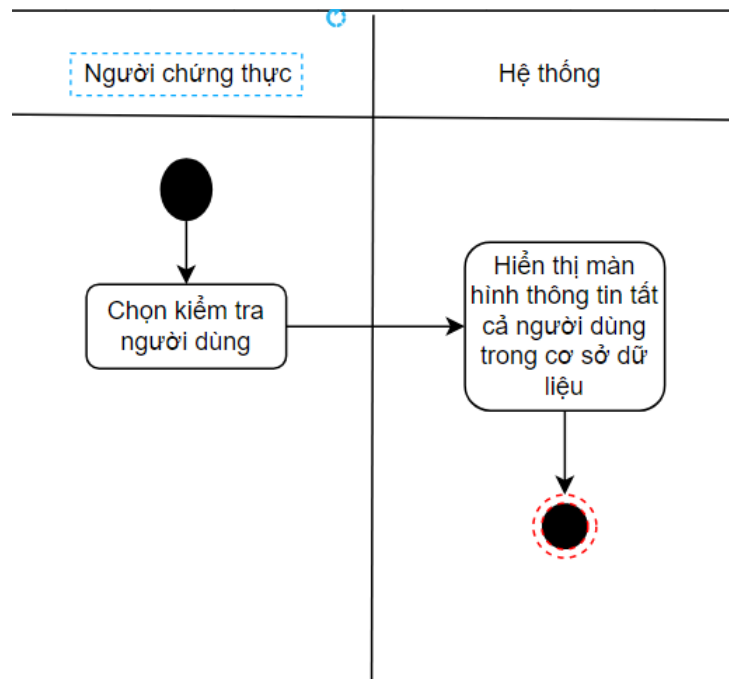 Người chứng thực
Hệ thống
Chọn kiểm tra
người dùng
Hiển thị màn
hình thông tin tất
cả người dùng
trong cơ sở dữ
liệu